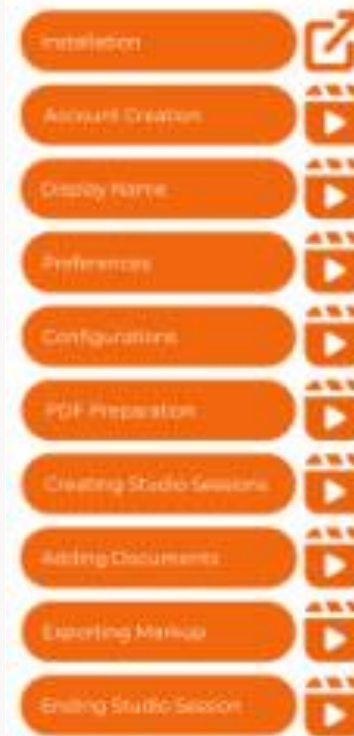 Installation
Account Creation
Display Name
Preferences
Configurations
PDF Preparation
Creating Studio Sessions
Adding Documents
Exporting Markup
Ending Studio Session